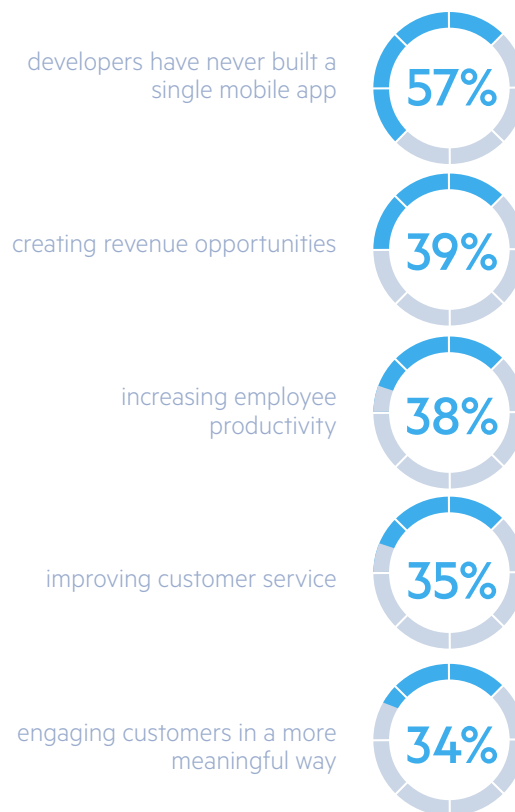 developers have never built a
single mobile app
57%
creating revenue opportunities
39%
increasing employee
productivity
38%
improving customer service
35%
engaging customers in a more
meaningful way
34%